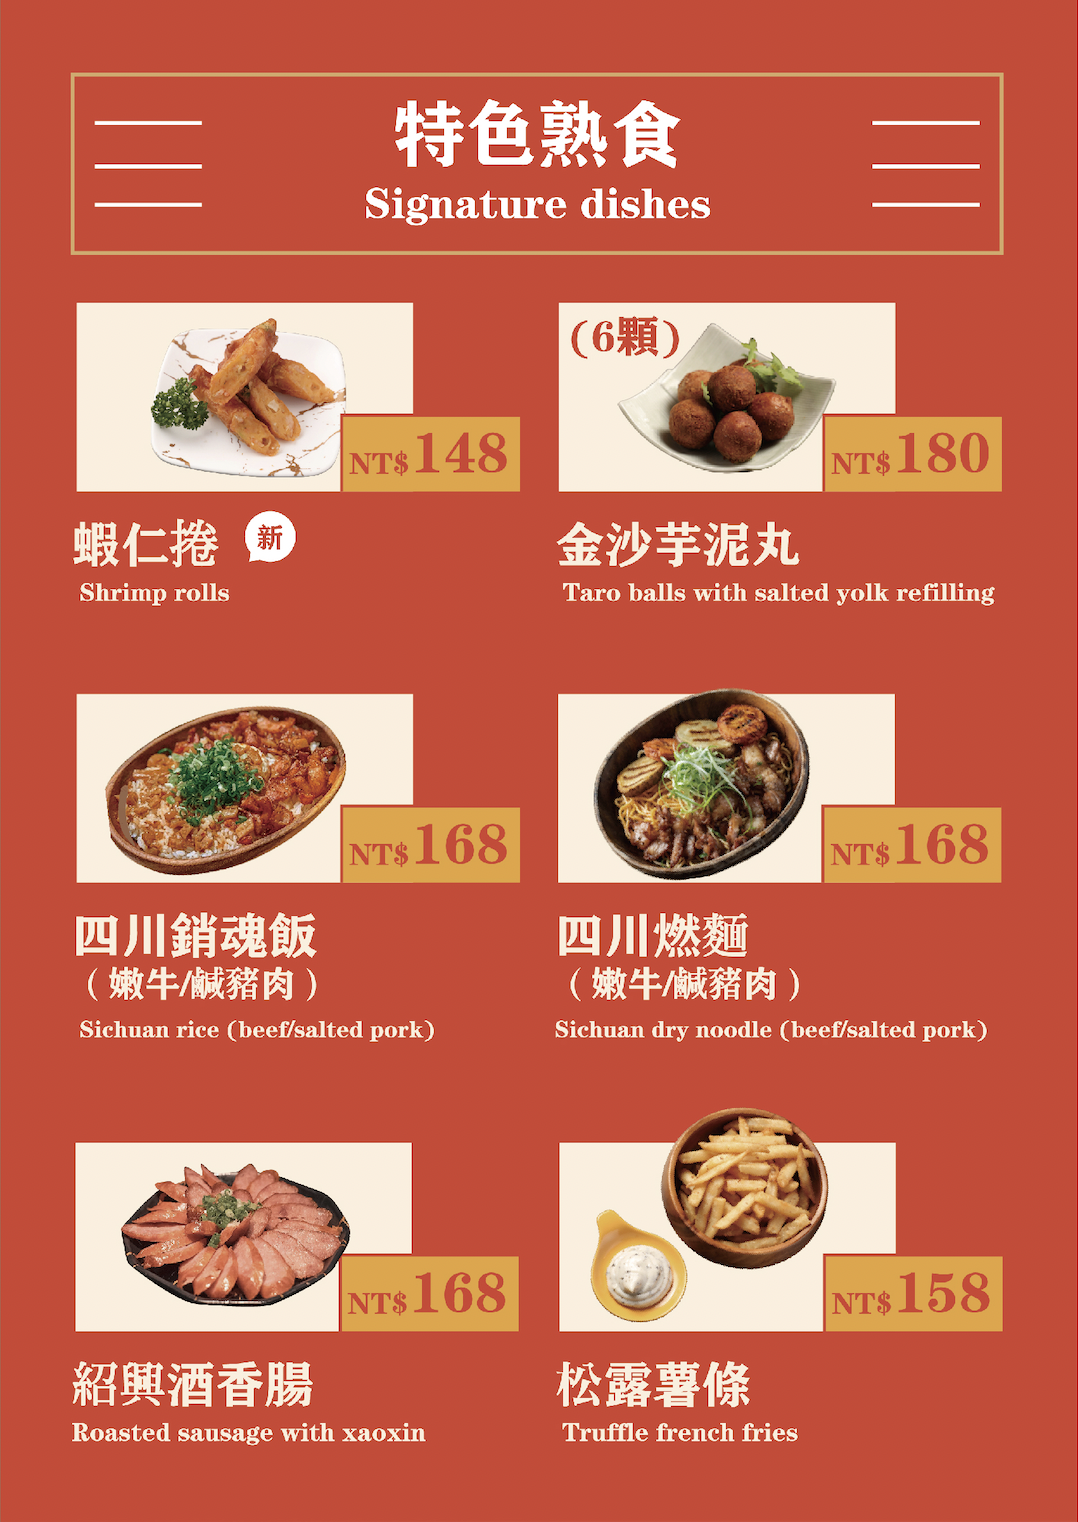 特色熟食
Signature dishes
NT$148
蝦仁捲 新
Shrimp rolls
(6顆)
NT$180
金沙芋泥丸
Taro balls with salted yolk refilling
NT$168
四川銷魂飯
（嫩牛/鹹豬肉）
Sichuan rice (beef/salted pork)
NT$168
四川燃麵
（嫩牛/鹹豬肉）
Sichuan dry noodle (beef/salted pork)
NT$168
紹興酒香腸
Roasted sausage with xaoxin
NT$158
松露薯條
Truffle french fries